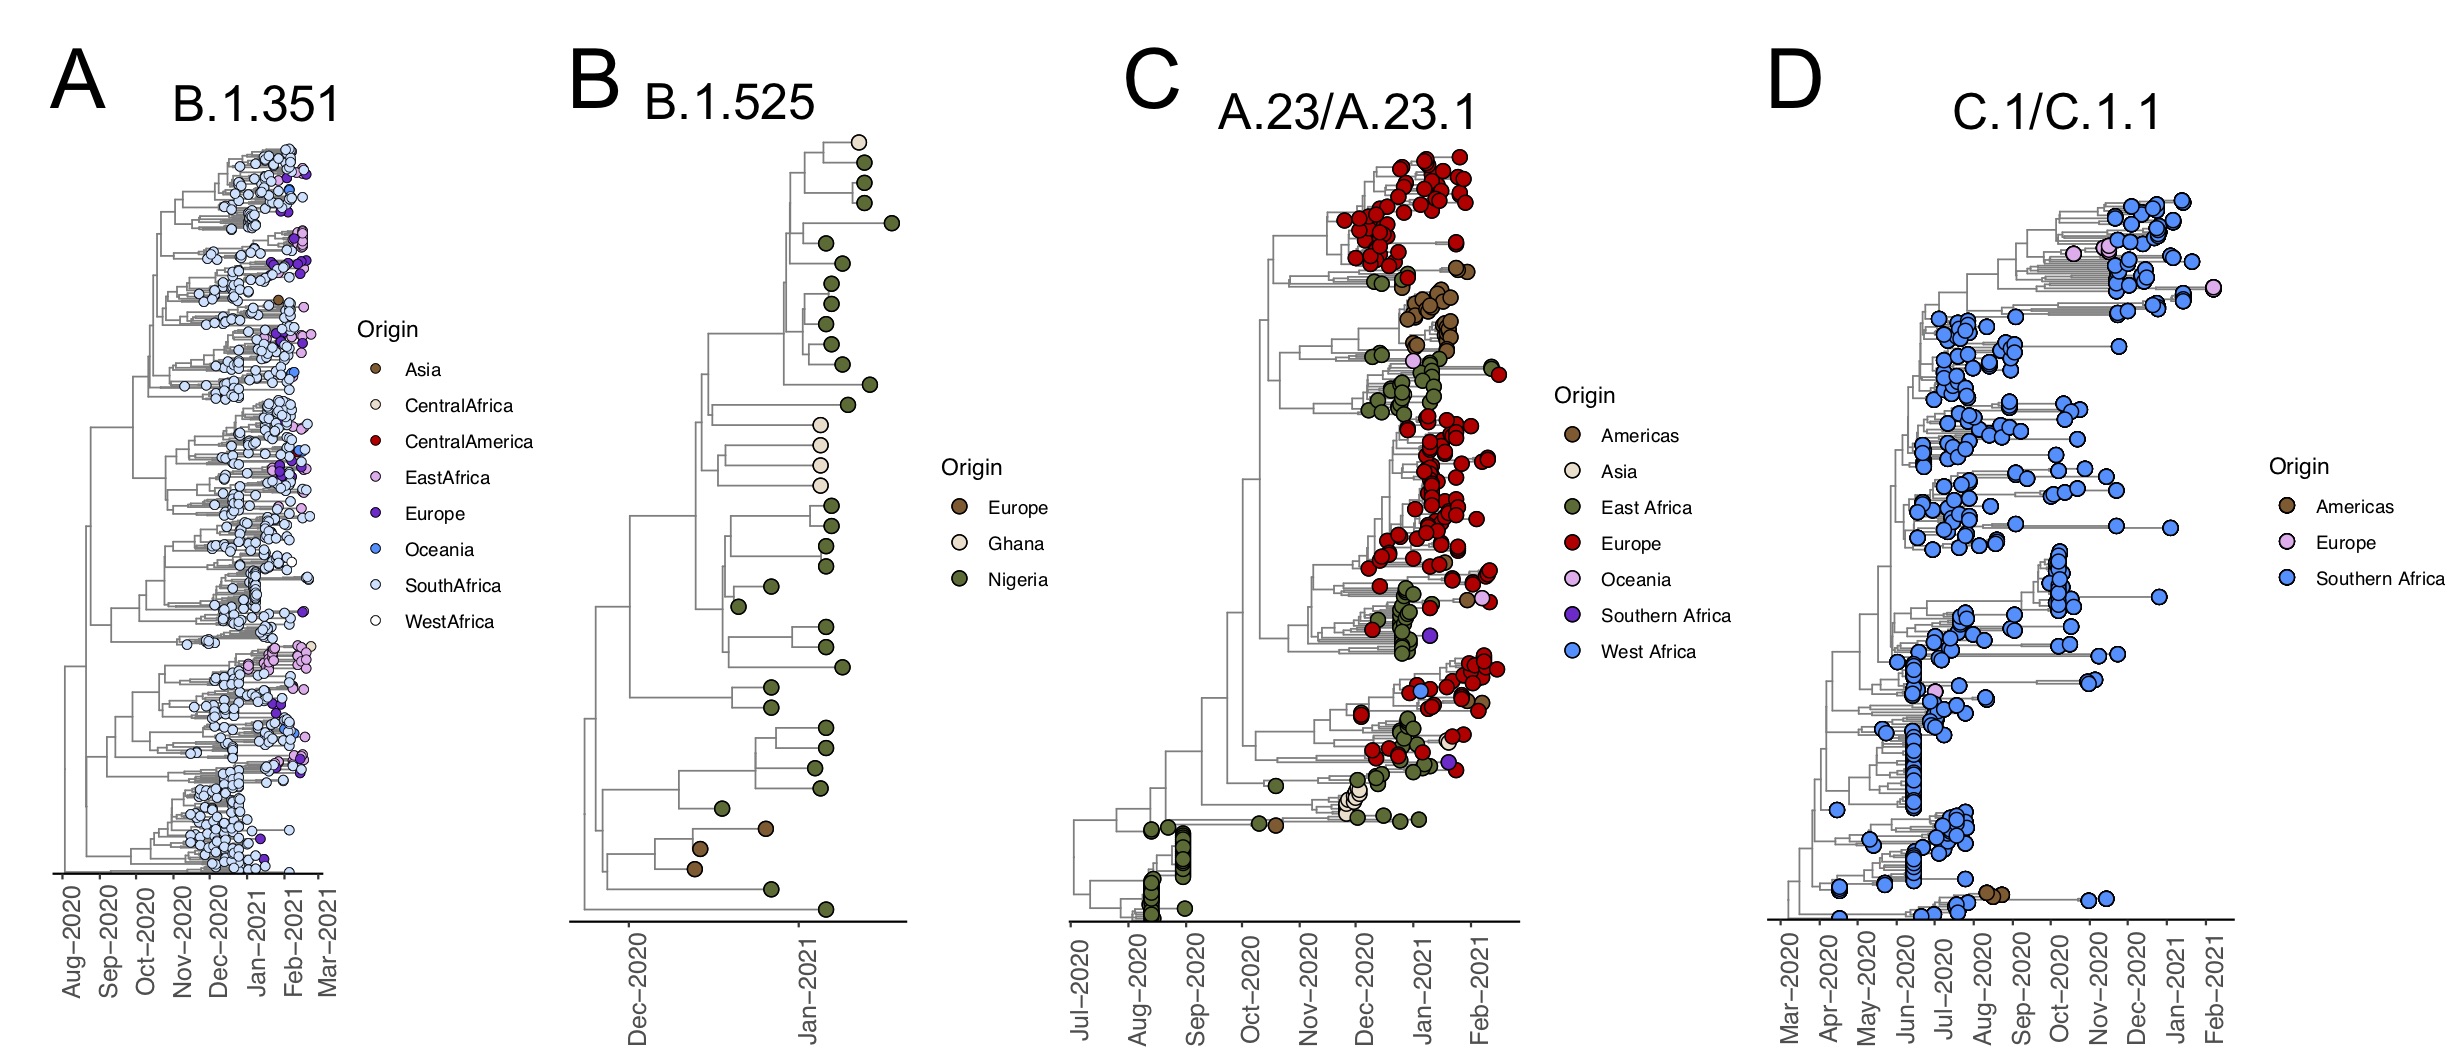 A
B.1.351
Origin
Asia
CentralAfrica
CentralAmerica
EastAfrica
Europe
Oceania
SouthAfrica
WestAfrica
Aug−2020
Sep−2020
Oct−2020
Nov−2020
Dec−2020
Jan−2021
Feb−2021
Mar−2021
B
B.1.525
Origin
Europe
Ghana
Nigeria
Dec−2020
Jan−2021
C
A.23/A.23.1
Origin
Americas
Asia
East Africa
Europe
Oceania
Southern Africa
West Africa
Jul−2020
Aug−2020
Sep−2020
Oct−2020
Nov−2020
Dec−2020
Jan−2021
Feb−2021
D
C.1/C.1.1
Origin
Americas
Europe
Southern Africa
Mar−2020
Apr−2020
May−2020
Jun−2020
Jul−2020
Aug−2020
Sep−2020
Oct−2020
Nov−2020
Dec−2020
Jan−2021
Feb−2021